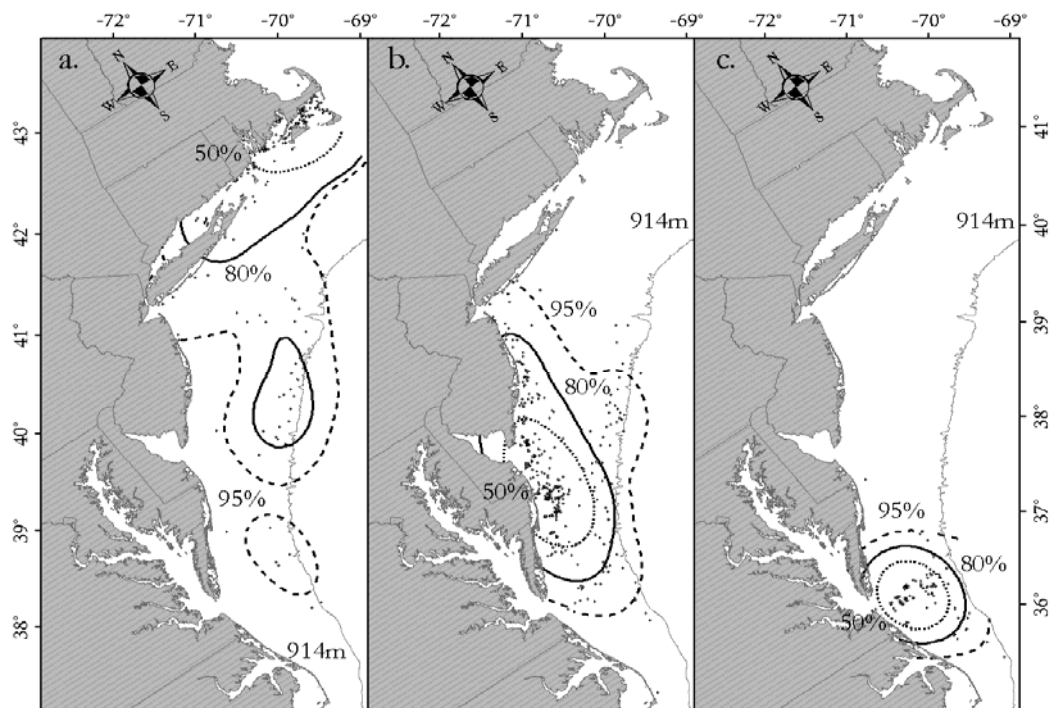 -72° -71° -70° -69° -72° -71° -70° -69° -72° -71° -70° -69°
a. b. c.
N E W S
N E W S
N E W S
43° 42° 41° 40° 39° 38°
41° 40° 39° 38° 37° 36°
50%
80%
95%
914m
914m
95%
80%
50%
914m
95%
80%
50%